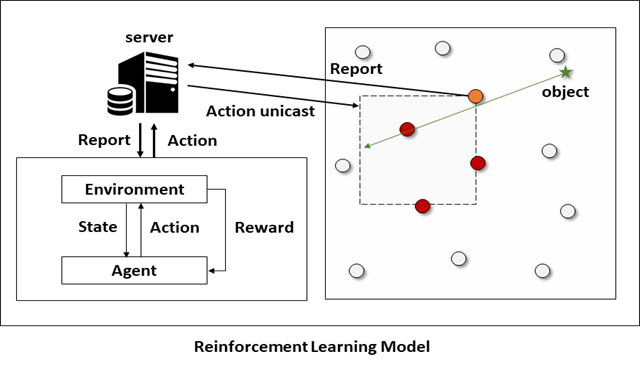 server
Report
object
Action unicast
Report
Action
Environment
State
Action
Reward
Agent
Reinforcement Learning Model